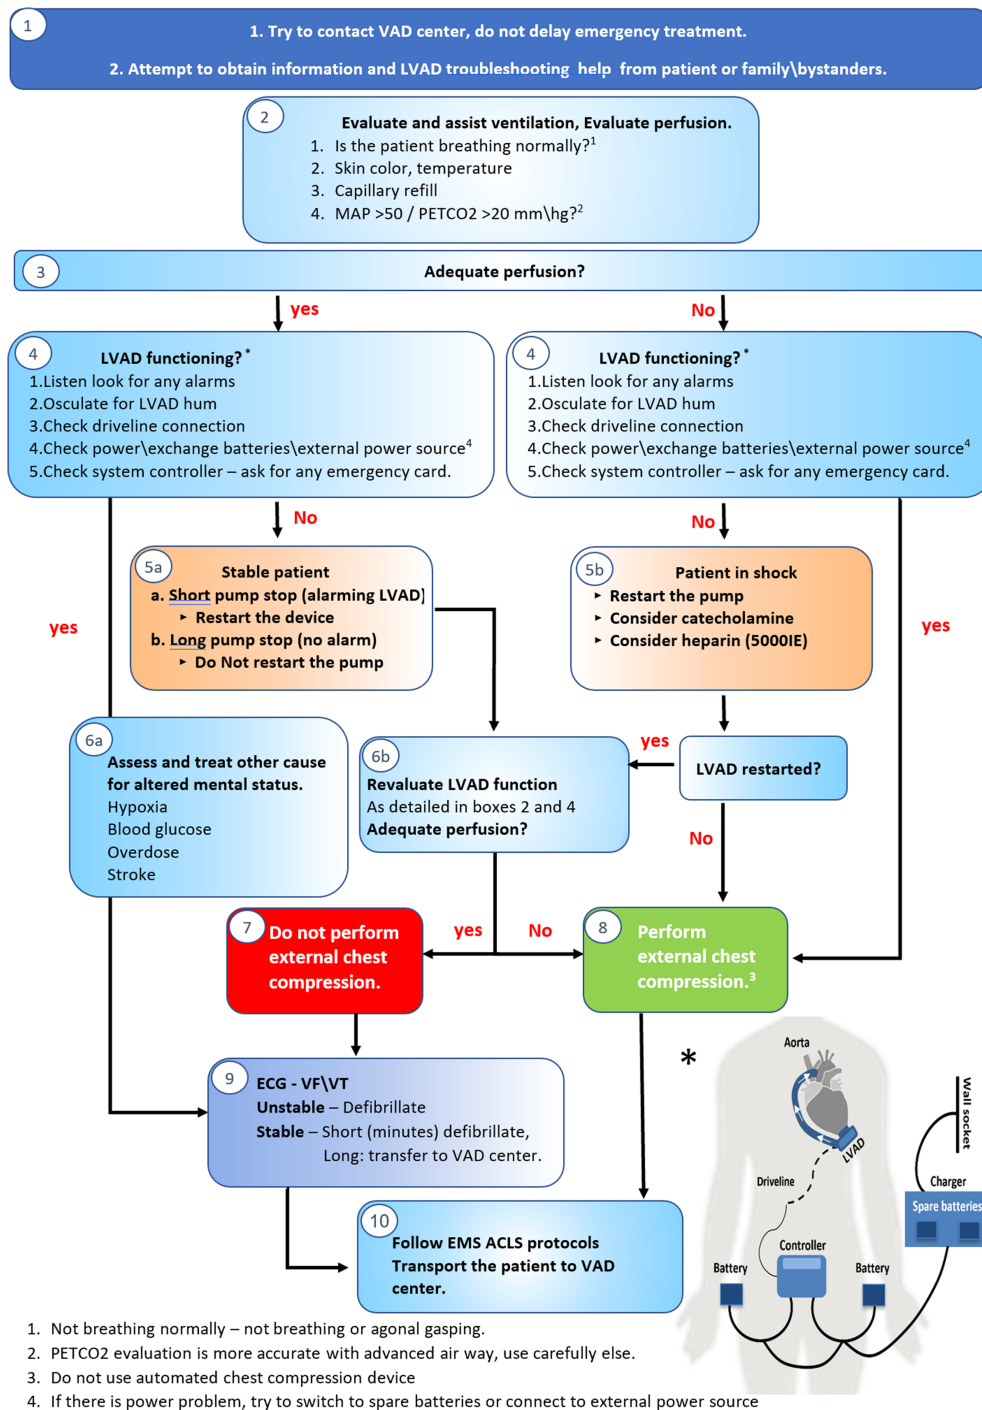 1
1. Try to contact VAD center, do not delay emergency treatment.
2. Attempt to obtain information and LVAD troubleshooting help from patient or family\bystanders.
2
Evaluate and assist ventilation, Evaluate perfusion.
1. Is the patient breathing normally?1
2. Skin color, temperature
3. Capillary refill
4. MAP >50 / PETCO2 >20 mm\hg?2
3
Adequate perfusion?
yes
No
4
LVAD functioning?*
1.Listen look for any alarms
2.Osculate for LVAD hum
3.Check driveline connection
4.Check power\exchange batteries\external power source4
5.Check system controller – ask for any emergency card.
4
LVAD functioning?*
1.Listen look for any alarms
2.Osculate for LVAD hum
3.Check driveline connection
4.Check power\exchange batteries\external power source4
5.Check system controller – ask for any emergency card.
No
No
yes
yes
5a
Stable patient
a. Short pump stop (alarming LVAD)
‣ Restart the device
b. Long pump stop (no alarm)
‣ Do Not restart the pump
5b
Patient in shock
‣ Restart the pump
‣ Consider catecholamine
‣ Consider heparin (5000IE)
6a
Assess and treat other cause
for altered mental status.
Hypoxia
Blood glucose
Overdose
Stroke
6b
Revaluate LVAD function
As detailed in boxes 2 and 4
Adequate perfusion?
yes
LVAD restarted?
No
7
Do not perform
external chest
compression.
yes
No
8
Perform
external chest
compression.3
9
ECG - VF\VT
Unstable – Defibrillate
Stable – Short (minutes) defibrillate,
Long: transfer to VAD center.
10
Follow EMS ACLS protocols
Transport the patient to VAD
center.
*
Aorta
LVAD
Driveline
Controller
Battery
Battery
Wall socket
Charger
Spare batteries
1. Not breathing normally – not breathing or agonal gasping.
2. PETCO2 evaluation is more accurate with advanced air way, use carefully else.
3. Do not use automated chest compression device
4. If there is power problem, try to switch to spare batteries or connect to external power source